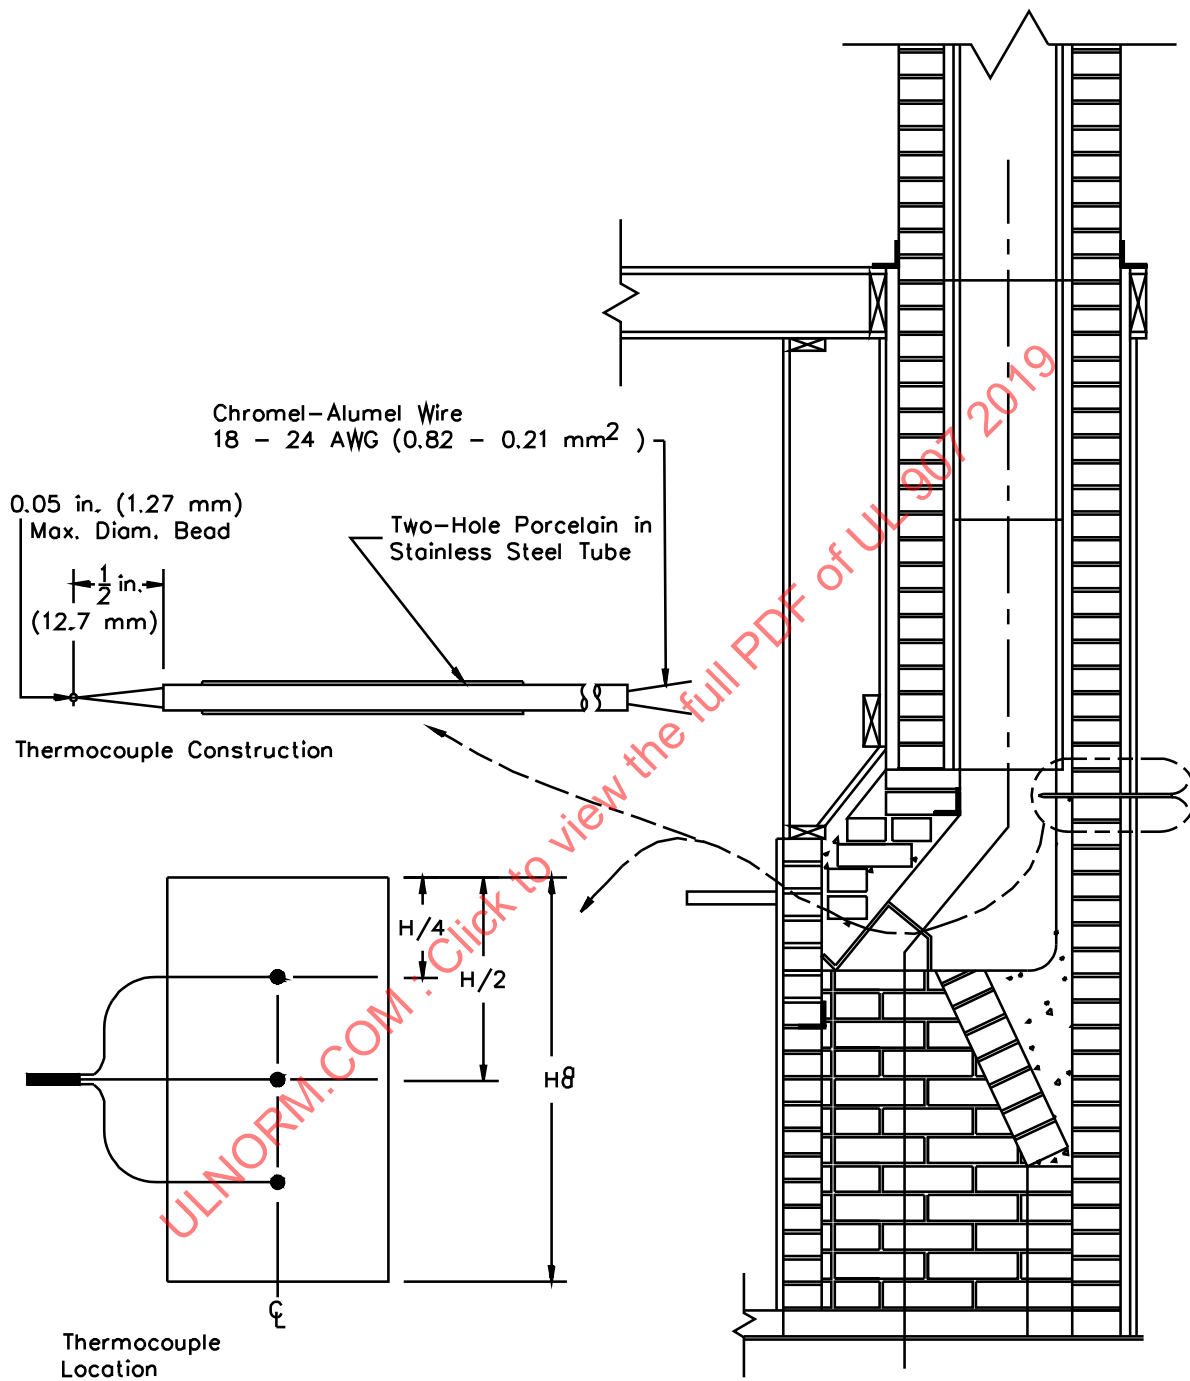 Chromel-Alumel Wire
18 - 24 AWG (0.82 - 0.21 mm² )
0.05 in. (1.27 mm)
Max. Diam. Bead
Two-Hole Porcelain in
Stainless Steel Tube
1/2 in.
(12.7 mm)
Thermocouple Construction
H/4
H/2
H
℄
Thermocouple
Location
ULNORM.COM : Click to view the full PDF of UL 907 2019